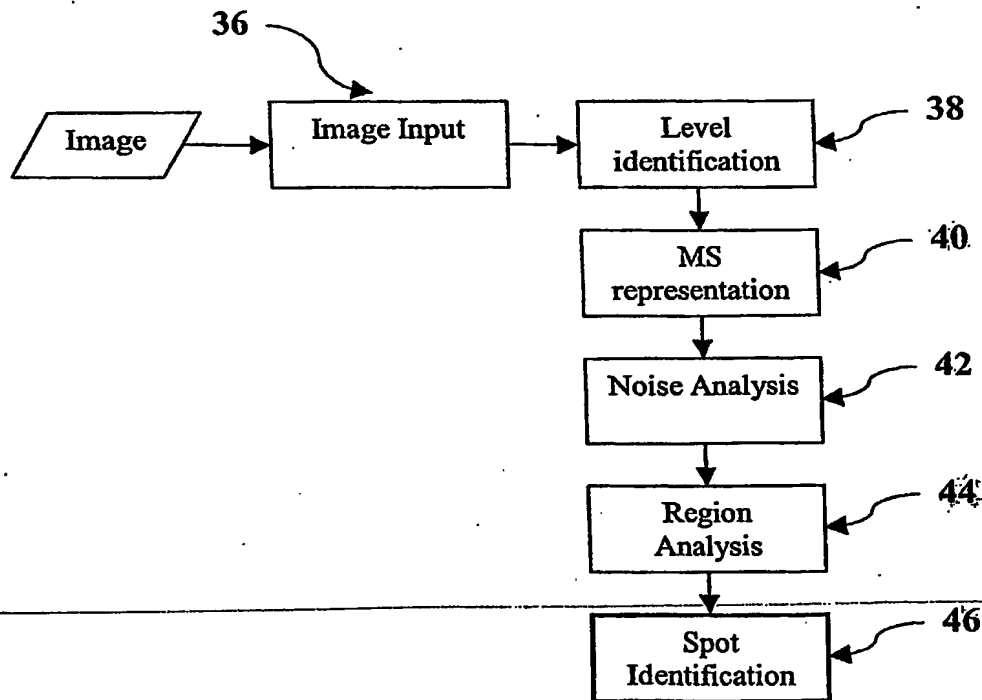 36
Image
Image Input
Level
identification
38
MS
representation
40
Noise Analysis
42
Region
Analysis
44
Spot
Identification
46